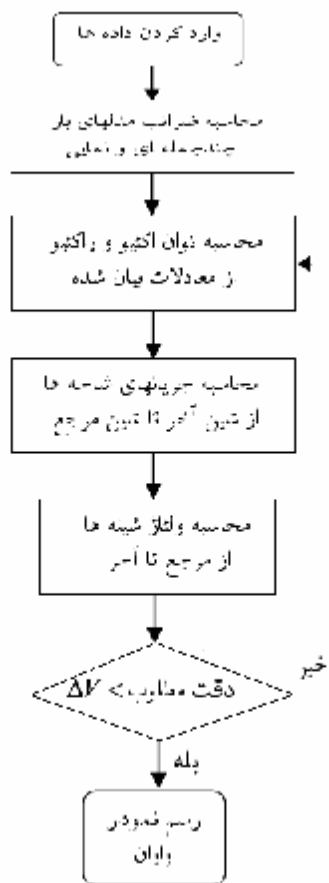 وارد کردن داده ها
محاسبه ضرائب مدلهای بار
چندجمله ای و نمایی
محاسبه توان اکتیو و راکتیو
از معادلات بیان شده
محاسبه جریانهای شاخه ها
از شین آخر تا شین مرجع
محاسبه ولتاژ شینه ها
از مرجع تا آخر
دقت مطلوب > ΔV
خیر
بله
رسم نمودار